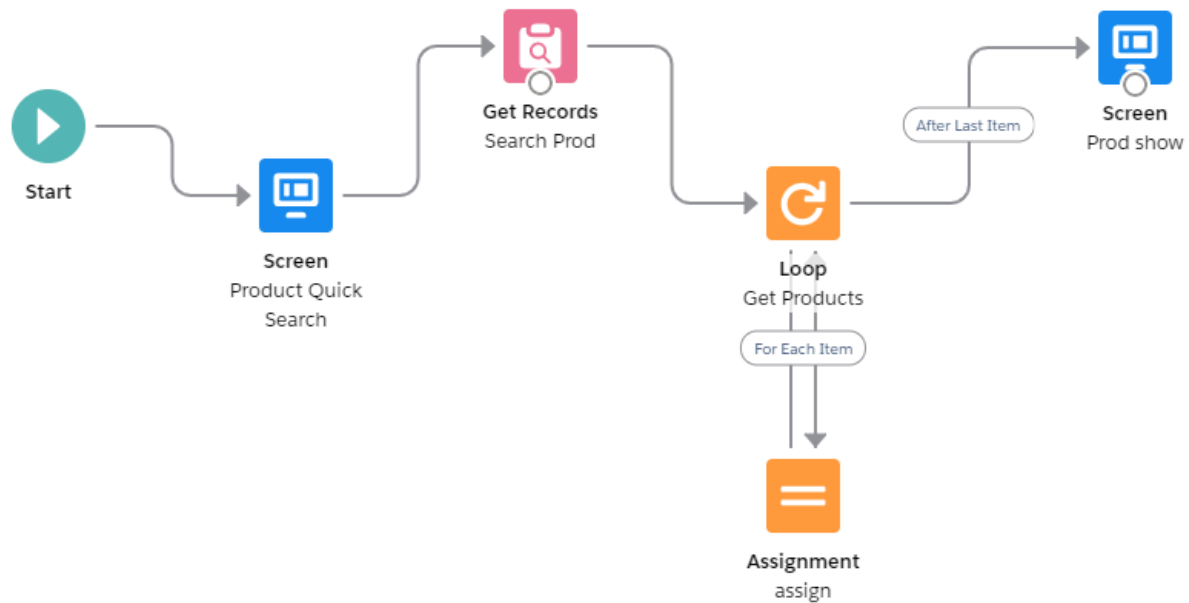 Start
Screen
Product Quick
Search
Get Records
Search Prod
Loop
Get Products
For Each Item
Assignment
assign
After Last Item
Screen
Prod show